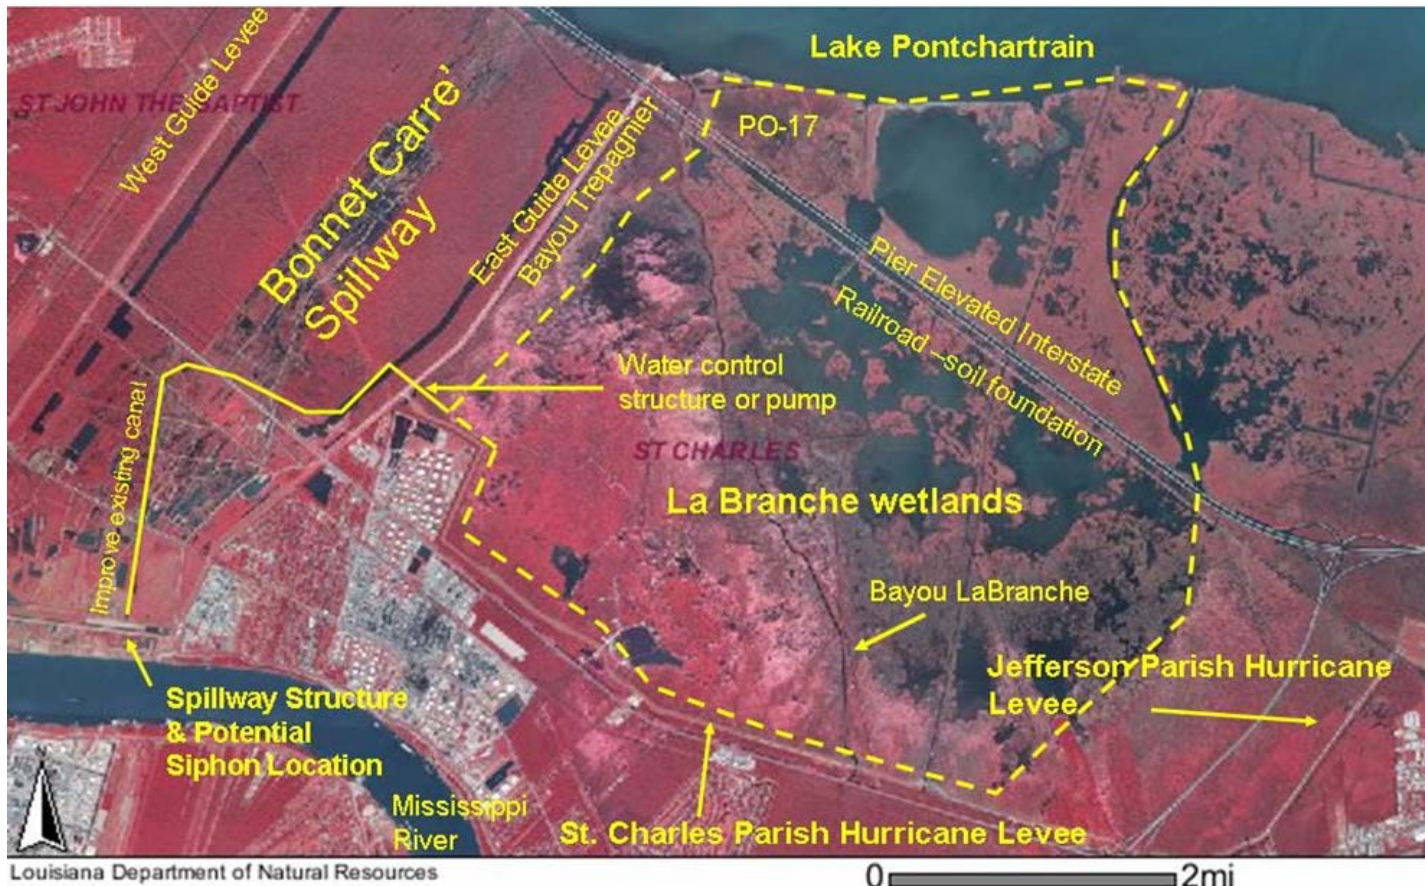 Lake Pontchartrain
ST JOHN THE BAPTIST
West Guide Levee
Bonnet Carre’
Spillway
East Guide Levee
Bayou Trepagnier
PO-17
Pier Elevated Interstate
Railroad –soil foundation
Water control
structure or pump
Improve existing canal
ST CHARLES
La Branche wetlands
Bayou LaBranche
Jefferson Parish Hurricane
Levee
Spillway Structure
& Potential
Siphon Location
Mississippi
River
St. Charles Parish Hurricane Levee
Louisiana Department of Natural Resources
0 2mi